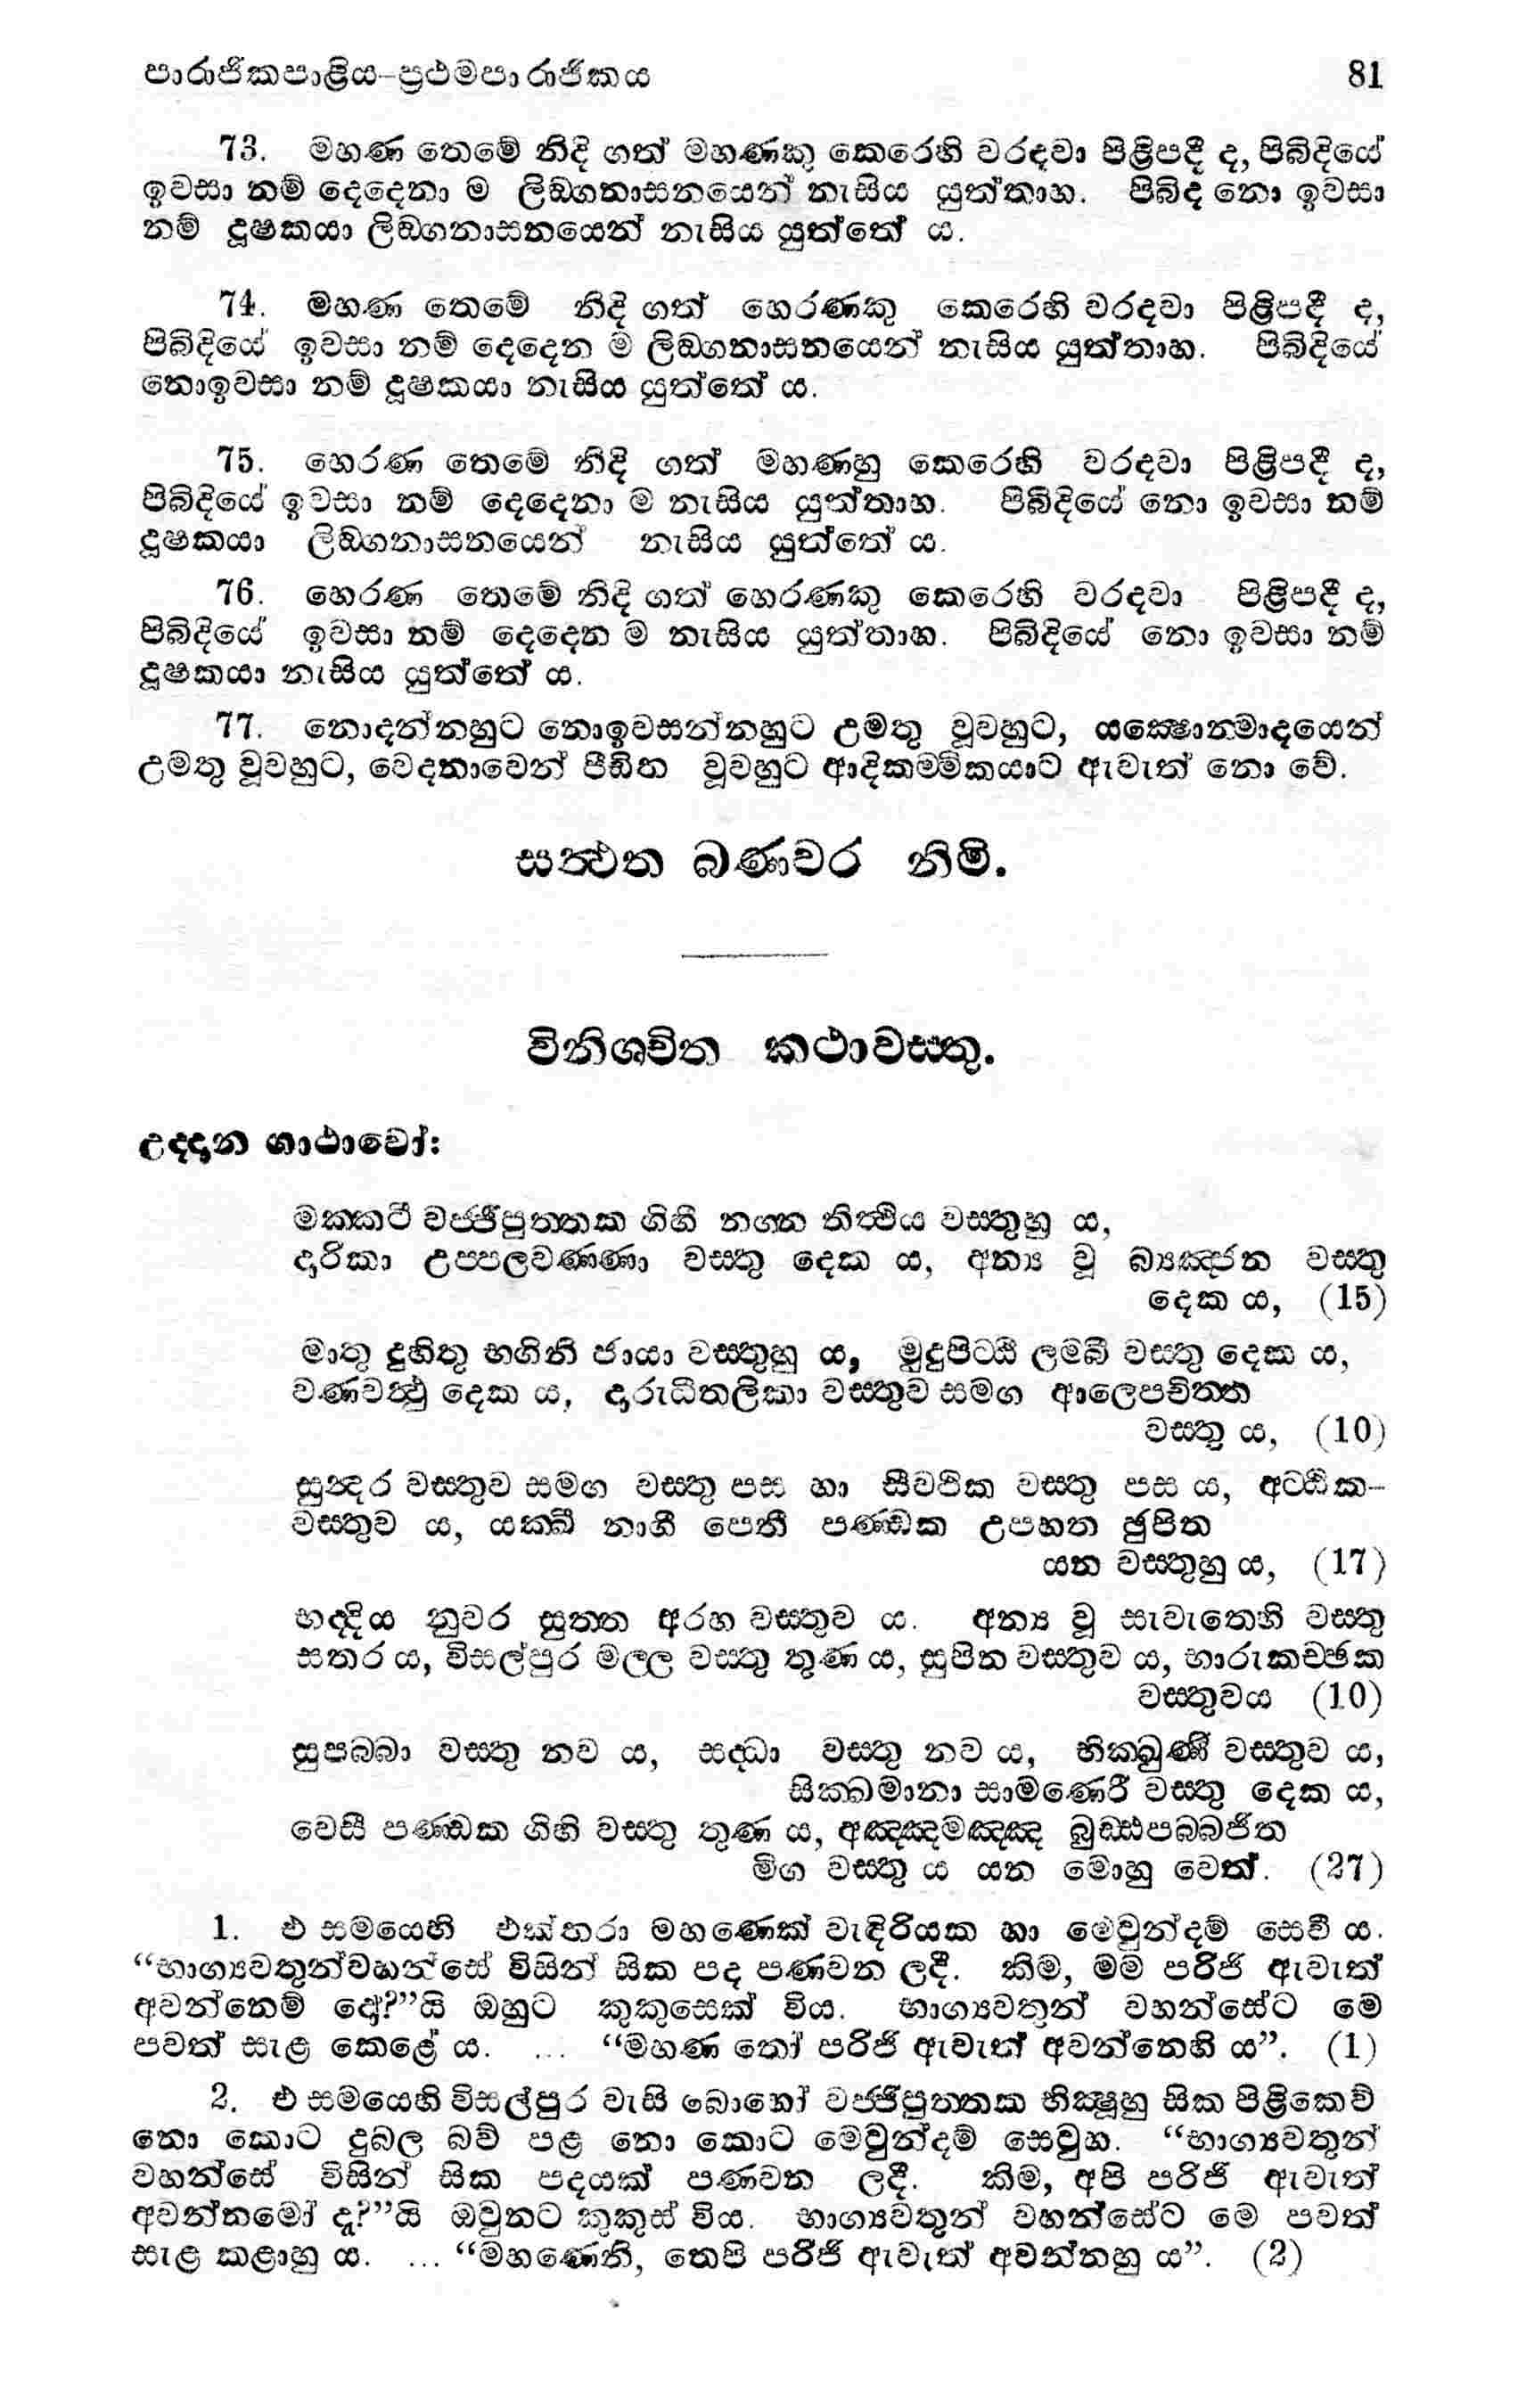 පාරාජිකපාළිය-ප්‍රථමපාරාජිකය 81
73. මහණ තෙමේ නිදි ගත් මහණකු කෙරෙහි වරදවා පිළිපදී ද, පිබිදියේ
ඉවසා නම් දෙදෙනා ම ලිඞ්ගනාසනයෙන් නැසිය යුත්තාහ. පිබිද නො ඉවසා
නම් දූෂකයා ලිඞ්ගනාසනයෙන් නැසිය යුත්තේ ය.
74. මහණ තෙමේ නිදි ගත් හෙරණකු කෙරෙහි වරදවා පිළිපදී ද,
පිබිදියේ ඉවසා නම් දෙදෙන ම ලිඞ්ගනාසනයෙන් නැසිය යුත්තාහ. පිබිදියේ
නොඉවසා නම් දූෂකයා නැසිය යුත්තේ ය.
75. හෙරණ තෙමේ නිදි ගත් මහණහු කෙරෙහි වරදවා පිළිපදී ද,
පිබිදියේ ඉවසා නම් දෙදෙනා ම නැසිය යුත්තාහ. පිබිදියේ නො ඉවසා නම්
දූෂකයා ලිඞ්ගනාසනයෙන් නැසිය යුත්තේ ය.
76. හෙරණ තෙමේ නිදි ගත් හෙරණකු කෙරෙහි වරදවා පිළිපදී ද,
පිබිදියේ ඉවසා නම් දෙදෙන ම නැසිය යුත්තාහ. පිබිදියේ නො ඉවසා නම්
දූෂකයා නැසිය යුත්තේ ය.
77. නොදන්නහුට නොඉවසන්නහුට උමතු වූවහුට, යක්‍ෂොන්මාදයෙන්
උමතු වූවහුට, වෙදනාවෙන් පීඩිත වූවහුට ආදිකම්මිකයාට ඇවැත් නො වේ.
සන්‍ථත බණවර නිමි.
විනිශ්චිත කථාවස්තු.
උද්දාන ගාථාවෝ:
මක්කටී වජ්ජිපුත්තක ගිහි නග්න තිත්‍ථිය වස්තුහු ය,
දාරිකා උප්පලවණ්ණා වස්තු දෙක ය, අන්‍ය වූ බ්‍යඤ්ජන වස්තු
දෙක ය, (15)
මාතු දුහිතු භගිනී ජායා වස්තුහු ය, මුදුපිට්ඨි ලම්බී වස්තු දෙක ය,
වණවත්‍ථු දෙක ය, දාරුධීතලිකා වස්තුව සමග ආලෙපචිත්ත
වස්තු ය, (10)
සුන්‍දර වස්තුව සමග වස්තු පස හා සීවථික වස්තු පස ය, අට්ඨික-
වස්තුව ය, යක්ඛී නාගී පෙතී පණ්ඩක උපහත ඡුපිත
යන වස්තුහු ය, (17)
භද්දිය නුවර සුත්ත අරහ වස්තුව ය. අන්‍ය වූ සැවැතෙහි වස්තු
සතර ය, විසල්පුර මල්ල වස්තු තුණ ය, සුපින වස්තුව ය, භාරුකච්ඡක
වස්තුවය (10)
සුපබ්බා වස්තු නව ය, සද්ධා වස්තු නව ය, භික්ඛුණී වස්තුව ය,
සික්ඛමානා සාමණෙරී වස්තු දෙක ය,
වෙසී පණ්ඩක ගිහි වස්තු තුණ ය, අඤ්ඤමඤ්ඤ බුඩ්ඪපබ්බජිත
මිග වස්තු ය යන මොහු වෙත්. (27)
1. එ සමයෙහි එක්තරා මහණෙක් වැඳිරියක හා මෙවුන්දම් සෙවී ය.
“භාග්‍යවතුන්වහන්සේ විසින් සික පද පණවන ලදී. කිම, මම පරිජි ඇවැත්
අවන්නෙම් දෝ?”යි ඔහුට කුකුසෙක් විය. භාග්‍යවතුන් වහන්සේට මෙ
පවත් සැළ කෙළේ ය. ... “මහණ තෝ පරිජි ඇවැත් අවන්නෙහි ය”. (1)
2. එ සමයෙහි විසල්පුර වැසි බොහෝ වජ්ජිපුත්තක භික්‍ෂූහු සික පිළිකෙව්
නො කොට දුබල බව් පළ නො කොට මෙවුන්දම් සෙවුහ. “භාග්‍යවතුන්
වහන්සේ විසින් සික පදයක් පණවන ලදී. කිම, අපි පරිජි ඇවැත්
අවන්නමෝ දැ?”යි ඔවුනට කුකුස් විය. භාග්‍යවතුන් වහන්සේට මෙ පවත්
සැළ කළාහු ය. ... “මහණෙනි, තෙපි පරිජි ඇවැත් අවන්නහු ය”. (2)